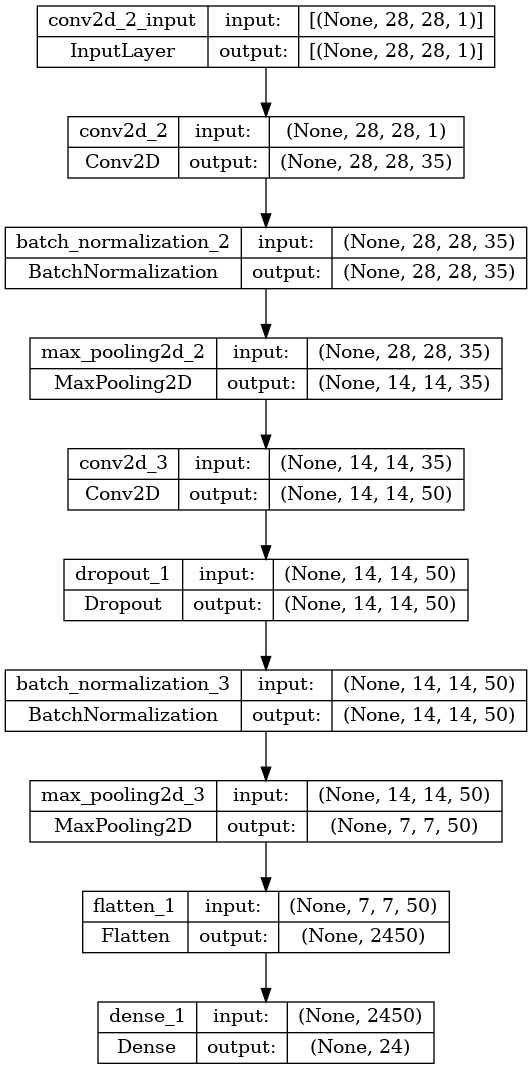 conv2d_2_input input: [(None, 28, 28, 1)]
InputLayer output: [(None, 28, 28, 1)]
conv2d_2 input: (None, 28, 28, 1)
Conv2D output: (None, 28, 28, 35)
batch_normalization_2 input: (None, 28, 28, 35)
BatchNormalization output: (None, 28, 28, 35)
max_pooling2d_2 input: (None, 28, 28, 35)
MaxPooling2D output: (None, 14, 14, 35)
conv2d_3 input: (None, 14, 14, 35)
Conv2D output: (None, 14, 14, 50)
dropout_1 input: (None, 14, 14, 50)
Dropout output: (None, 14, 14, 50)
batch_normalization_3 input: (None, 14, 14, 50)
BatchNormalization output: (None, 14, 14, 50)
max_pooling2d_3 input: (None, 14, 14, 50)
MaxPooling2D output: (None, 7, 7, 50)
flatten_1 input: (None, 7, 7, 50)
Flatten output: (None, 2450)
dense_1 input: (None, 2450)
Dense output: (None, 24)